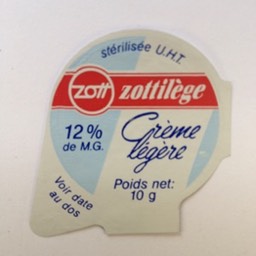 stérilisée U.H.T.
zott zottilège
12%
de M.G.
Crème
légère
Poids net:
10 g
Voir date
au dos